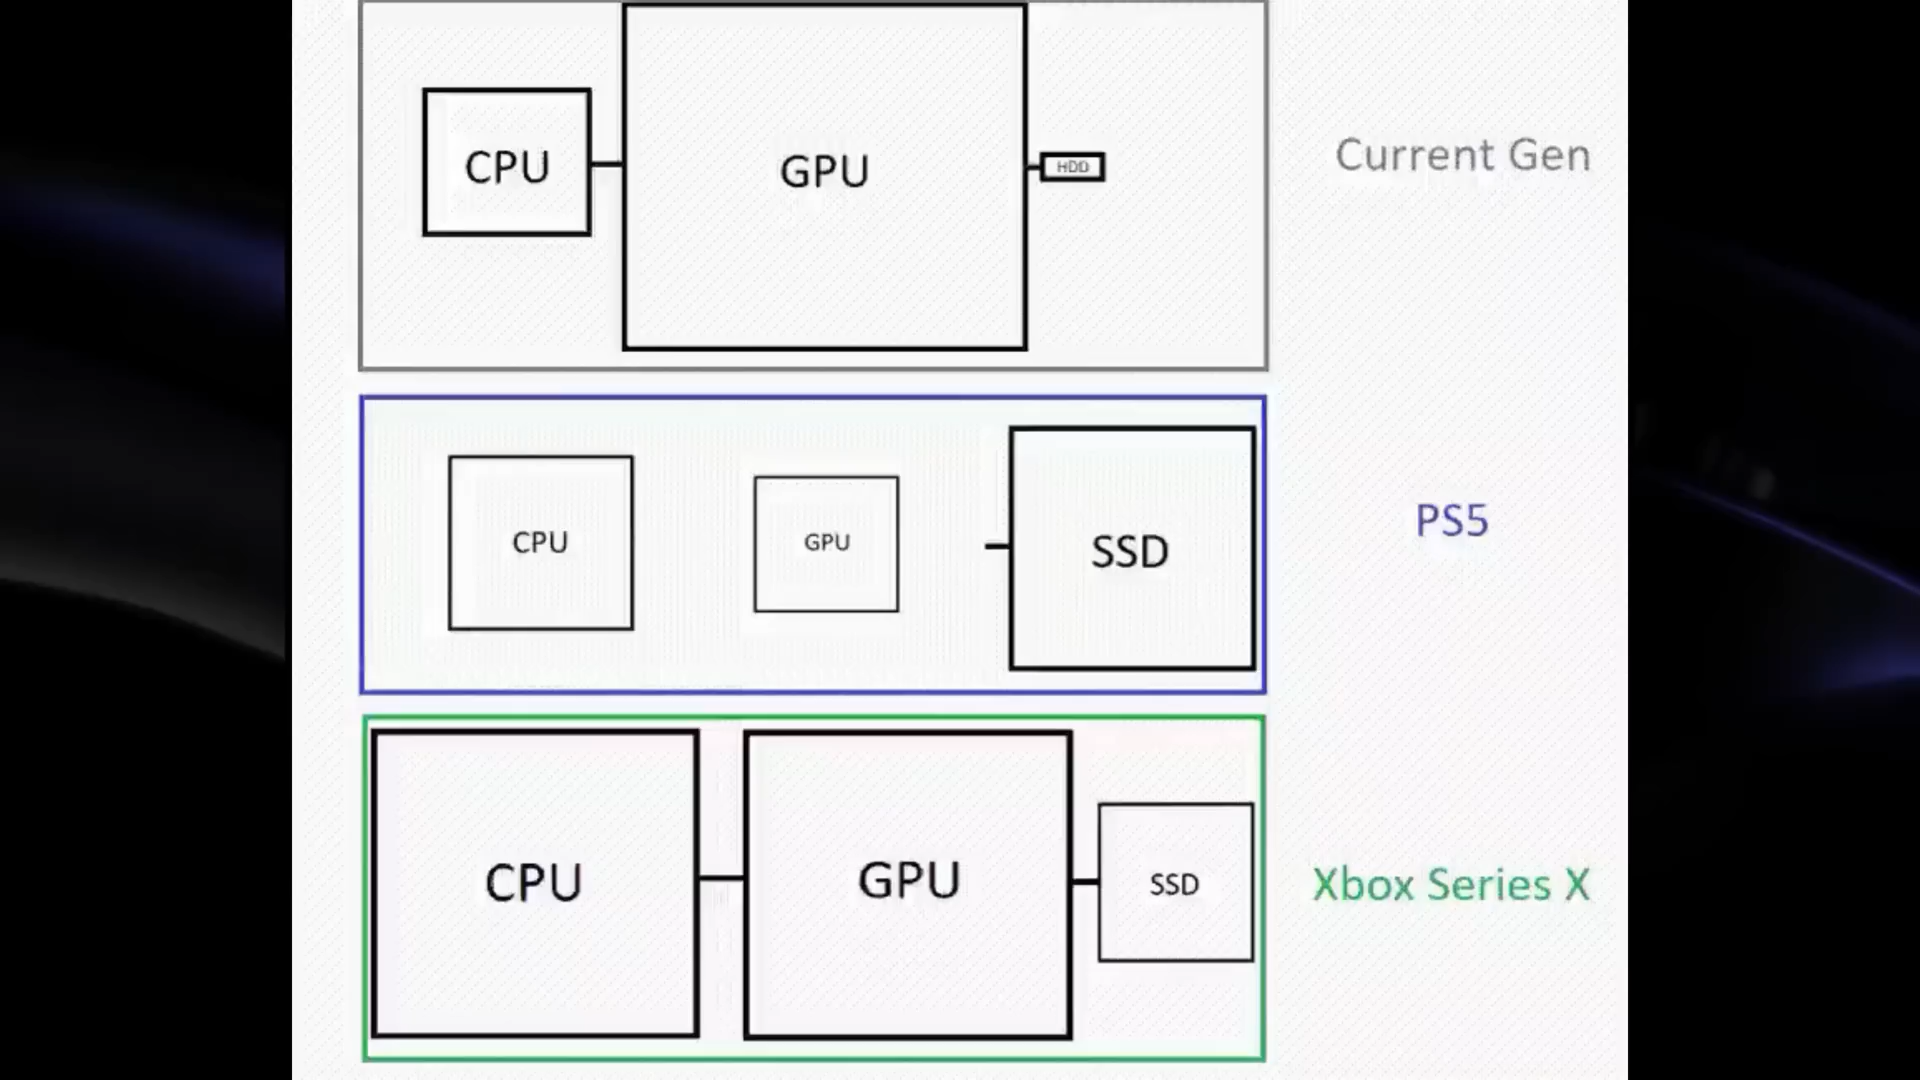 CPU
GPU
HDD
Current Gen
CPU
GPU
SSD
PS5
CPU
GPU
SSD
Xbox Series X